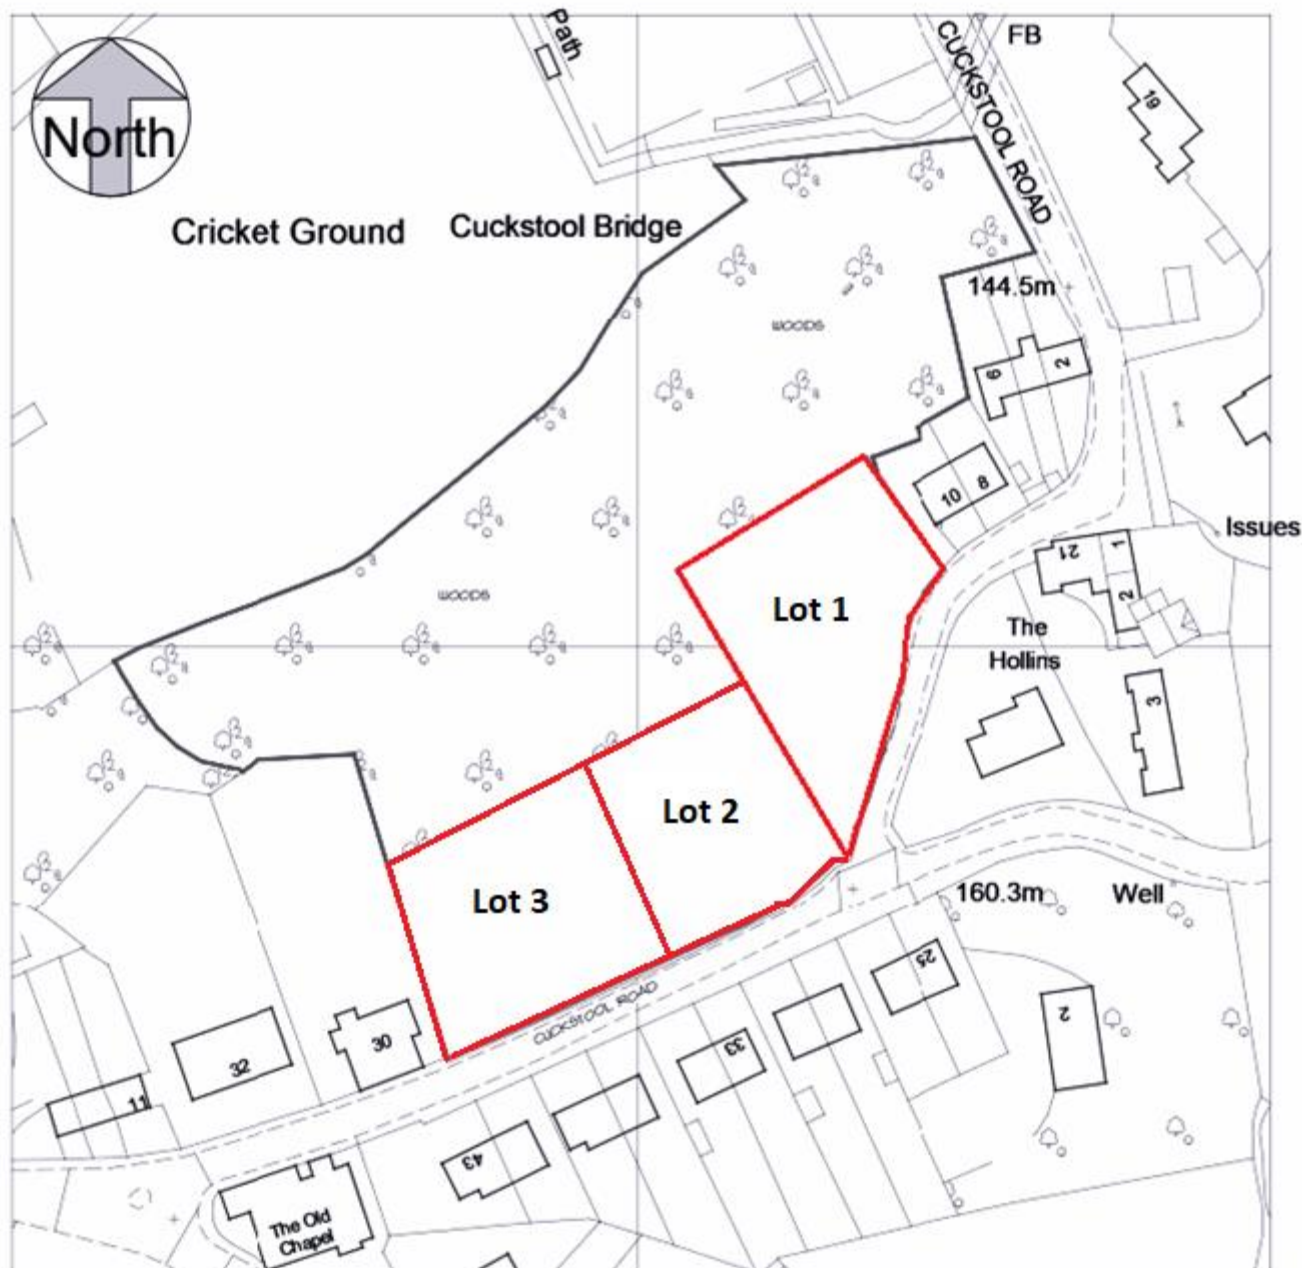 Path
FB
CUCKSTOOL ROAD
19
North
Cricket Ground
Cuckstool Bridge
144.5m
WOODS
6
2
10
8
Issues
21
1
2
WOODS
Lot 1
The
Hollins
3
Lot 2
160.3m
Well
Lot 3
25
CUCKSTOOL ROAD
2
30
33
32
11
43
The Old
Chapel